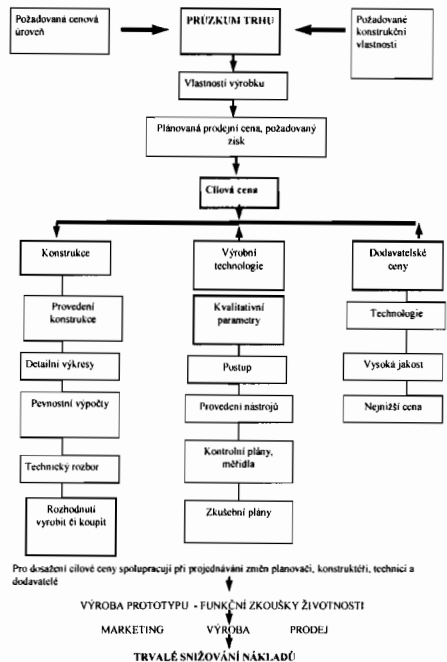 Požadovaná cenová
úroveň
PRŮZKUM TRHU
Požadované
konstrukční
vlastnosti
Vlastností výrobku
Plánovaná prodejní cena, požadovaný
zisk
Cílová cena
Konstrukce
Provedení
konstrukce
Detailní výkresy
Pevnostní výpočty
Technický rozbor
Rozhodnutí
vyrobit či koupit
Výrobní
technologie
Kvalitativní
parametry
Postup
Provedení nástrojů
Kontrolní plány,
měřidla
Zkušební plány
Dodavatelské
ceny
Technologie
Vysoká jakost
Nejnižší cena
Pro dosažení cílové ceny spolupracují při projednávání změn plánovači, konstruktéři, technici a
dodavatelé
VÝROBA PROTOTYPU - FUNKČNÍ ZKOUŠKY ŽIVOTNOSTI
MARKETING VÝROBA PRODEJ
TRVALÉ SNIŽOVÁNÍ NÁKLADŮ